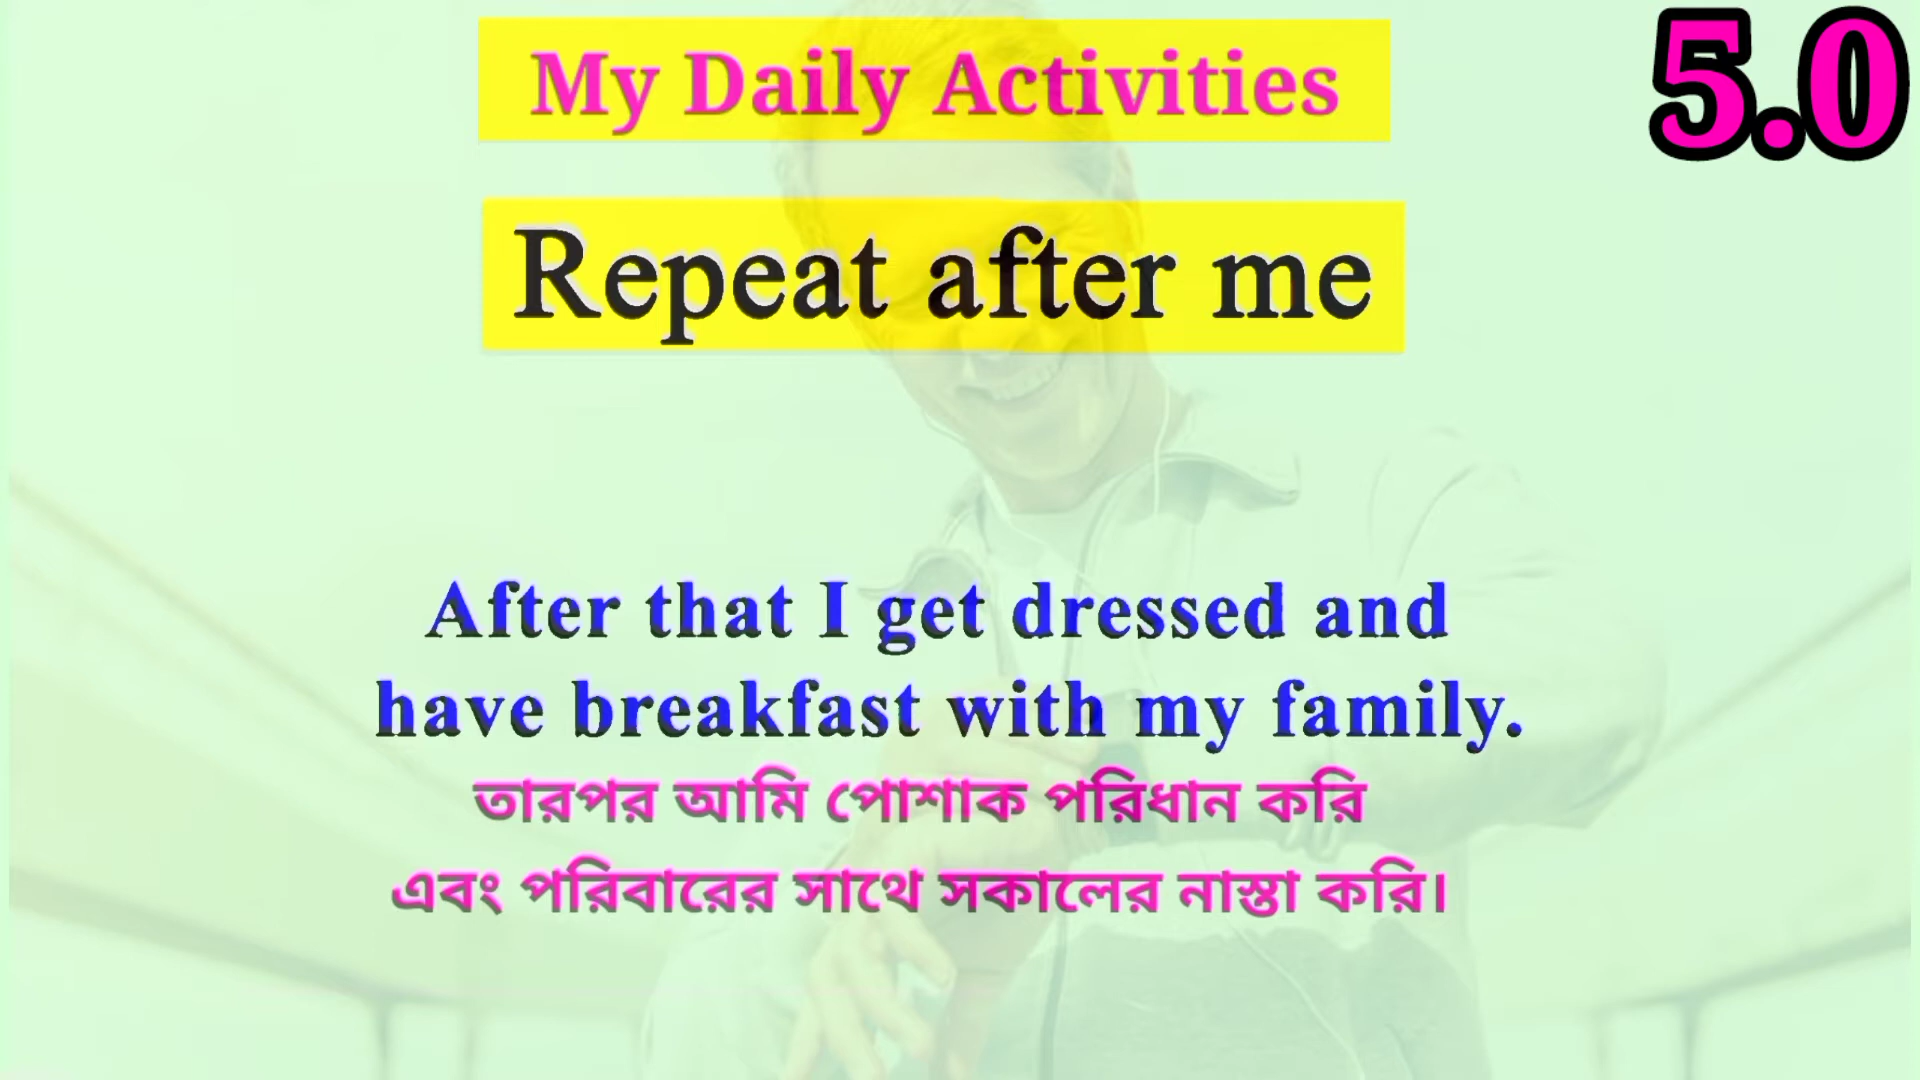 My Daily Activities
5.0
Repeat after me
After that I get dressed and
have breakfast with my family.
তারপর আমি পোশাক পরিধান করি
এবং পরিবারের সাথে সকালের নাস্তা করি।